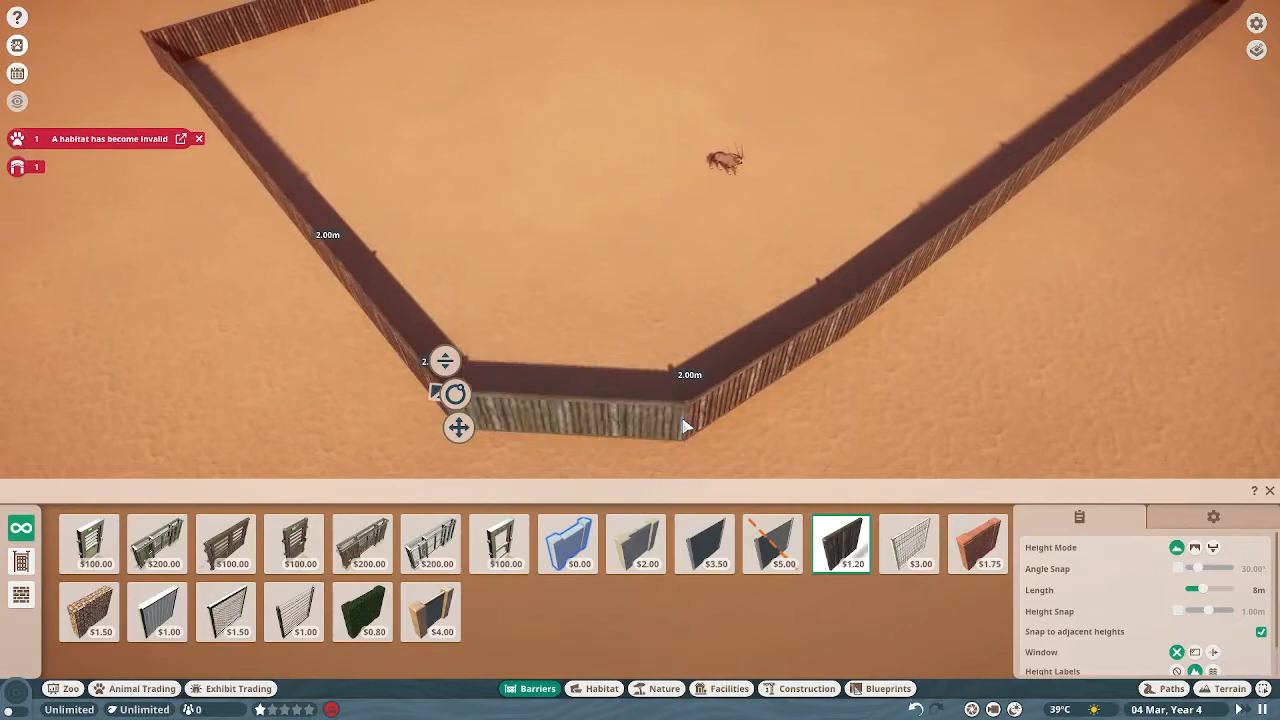 ?
1 A habitat has become invalid
1
2.00m
2.
2.00m
?
$100.00 $200.00 $100.00 $100.00 $200.00 $200.00 $100.00 $0.00 $2.00 $3.50 $5.00 $1.20 $3.00 $1.75
$1.50 $1.00 $1.50 $1.00 $0.80 $4.00
Height Mode
Angle Snap 30.00°
Length 8m
Height Snap 1.00m
Snap to adjacent heights
Window
Height Labels
Zoo Animal Trading Exhibit Trading Barriers Habitat Nature Facilities Construction Blueprints Paths Terrain
Unlimited Unlimited 0 39°C 04 Mar, Year 4